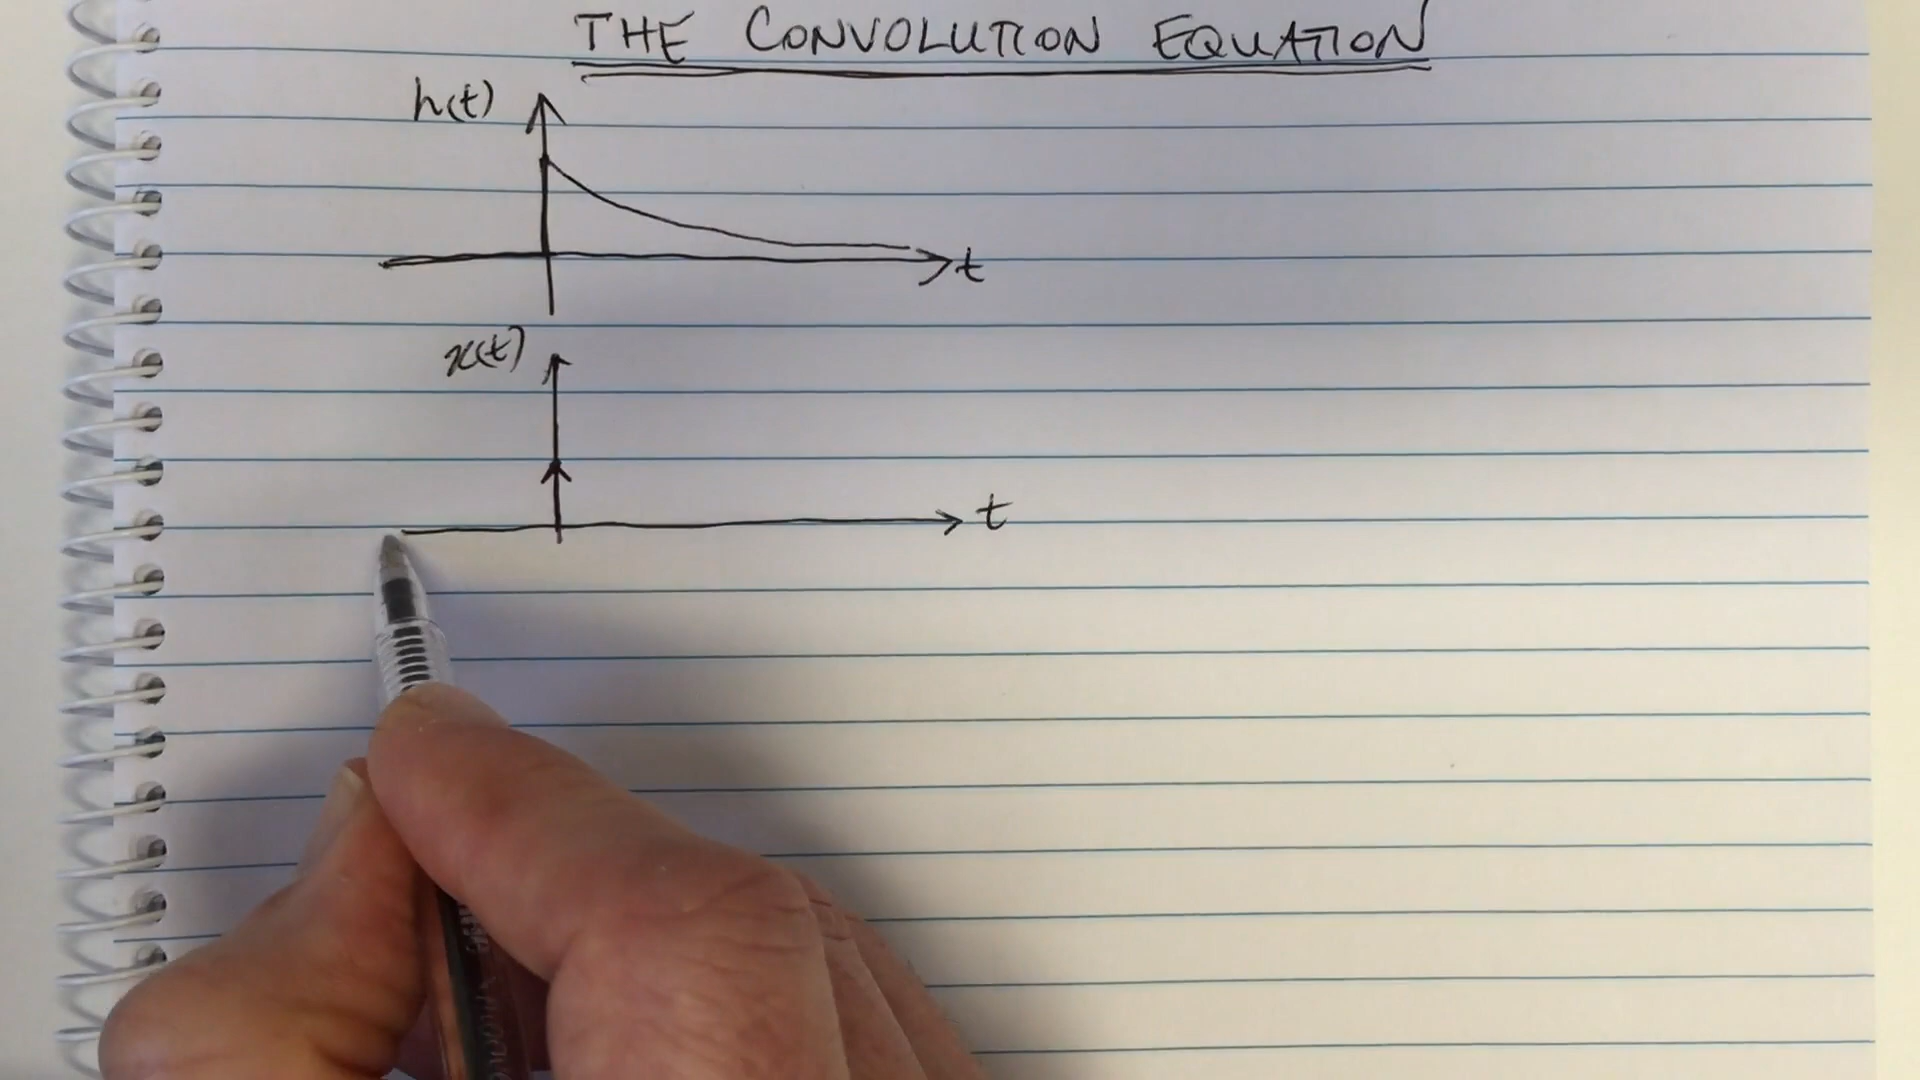 THE CONVOLUTION EQUATION
h(t)
t
x(t)
t